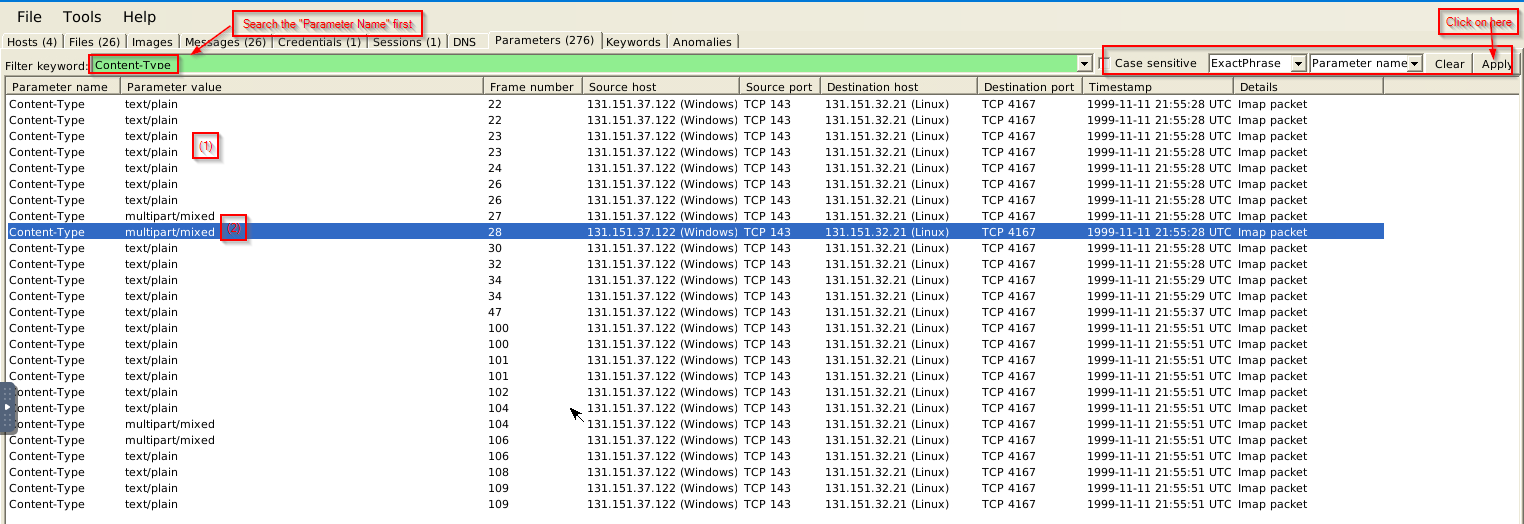 File Tools Help
Search the "Parameter Name" first
Click on here
Hosts (4) Files (26) Images Messages (26) Credentials (1) Sessions (1) DNS Parameters (276) Keywords Anomalies
Filter keyword: Content-Type Case sensitive ExactPhrase Parameter name Clear Apply
Parameter name Parameter value Frame number Source host Source port Destination host Destination port Timestamp Details
Content-Type text/plain 22 131.151.37.122 (Windows) TCP 143 131.151.32.21 (Linux) TCP 4167 1999-11-11 21:55:28 UTC Imap packet
Content-Type text/plain 22 131.151.37.122 (Windows) TCP 143 131.151.32.21 (Linux) TCP 4167 1999-11-11 21:55:28 UTC Imap packet
Content-Type text/plain 23 131.151.37.122 (Windows) TCP 143 131.151.32.21 (Linux) TCP 4167 1999-11-11 21:55:28 UTC Imap packet
(1)
Content-Type text/plain 23 131.151.37.122 (Windows) TCP 143 131.151.32.21 (Linux) TCP 4167 1999-11-11 21:55:28 UTC Imap packet
Content-Type text/plain 24 131.151.37.122 (Windows) TCP 143 131.151.32.21 (Linux) TCP 4167 1999-11-11 21:55:28 UTC Imap packet
Content-Type text/plain 26 131.151.37.122 (Windows) TCP 143 131.151.32.21 (Linux) TCP 4167 1999-11-11 21:55:28 UTC Imap packet
Content-Type text/plain 26 131.151.37.122 (Windows) TCP 143 131.151.32.21 (Linux) TCP 4167 1999-11-11 21:55:28 UTC Imap packet
Content-Type multipart/mixed 27 131.151.37.122 (Windows) TCP 143 131.151.32.21 (Linux) TCP 4167 1999-11-11 21:55:28 UTC Imap packet
Content-Type multipart/mixed (2) 28 131.151.37.122 (Windows) TCP 143 131.151.32.21 (Linux) TCP 4167 1999-11-11 21:55:28 UTC Imap packet
Content-Type text/plain 30 131.151.37.122 (Windows) TCP 143 131.151.32.21 (Linux) TCP 4167 1999-11-11 21:55:28 UTC Imap packet
Content-Type text/plain 32 131.151.37.122 (Windows) TCP 143 131.151.32.21 (Linux) TCP 4167 1999-11-11 21:55:28 UTC Imap packet
Content-Type text/plain 34 131.151.37.122 (Windows) TCP 143 131.151.32.21 (Linux) TCP 4167 1999-11-11 21:55:29 UTC Imap packet
Content-Type text/plain 34 131.151.37.122 (Windows) TCP 143 131.151.32.21 (Linux) TCP 4167 1999-11-11 21:55:29 UTC Imap packet
Content-Type text/plain 47 131.151.37.122 (Windows) TCP 143 131.151.32.21 (Linux) TCP 4167 1999-11-11 21:55:37 UTC Imap packet
Content-Type text/plain 100 131.151.37.122 (Windows) TCP 143 131.151.32.21 (Linux) TCP 4167 1999-11-11 21:55:51 UTC Imap packet
Content-Type text/plain 100 131.151.37.122 (Windows) TCP 143 131.151.32.21 (Linux) TCP 4167 1999-11-11 21:55:51 UTC Imap packet
Content-Type text/plain 101 131.151.37.122 (Windows) TCP 143 131.151.32.21 (Linux) TCP 4167 1999-11-11 21:55:51 UTC Imap packet
Content-Type text/plain 101 131.151.37.122 (Windows) TCP 143 131.151.32.21 (Linux) TCP 4167 1999-11-11 21:55:51 UTC Imap packet
Content-Type text/plain 102 131.151.37.122 (Windows) TCP 143 131.151.32.21 (Linux) TCP 4167 1999-11-11 21:55:51 UTC Imap packet
Content-Type text/plain 104 131.151.37.122 (Windows) TCP 143 131.151.32.21 (Linux) TCP 4167 1999-11-11 21:55:51 UTC Imap packet
Content-Type multipart/mixed 104 131.151.37.122 (Windows) TCP 143 131.151.32.21 (Linux) TCP 4167 1999-11-11 21:55:51 UTC Imap packet
Content-Type multipart/mixed 106 131.151.37.122 (Windows) TCP 143 131.151.32.21 (Linux) TCP 4167 1999-11-11 21:55:51 UTC Imap packet
Content-Type text/plain 106 131.151.37.122 (Windows) TCP 143 131.151.32.21 (Linux) TCP 4167 1999-11-11 21:55:51 UTC Imap packet
Content-Type text/plain 108 131.151.37.122 (Windows) TCP 143 131.151.32.21 (Linux) TCP 4167 1999-11-11 21:55:51 UTC Imap packet
Content-Type text/plain 109 131.151.37.122 (Windows) TCP 143 131.151.32.21 (Linux) TCP 4167 1999-11-11 21:55:51 UTC Imap packet
Content-Type text/plain 109 131.151.37.122 (Windows) TCP 143 131.151.32.21 (Linux) TCP 4167 1999-11-11 21:55:51 UTC Imap packet